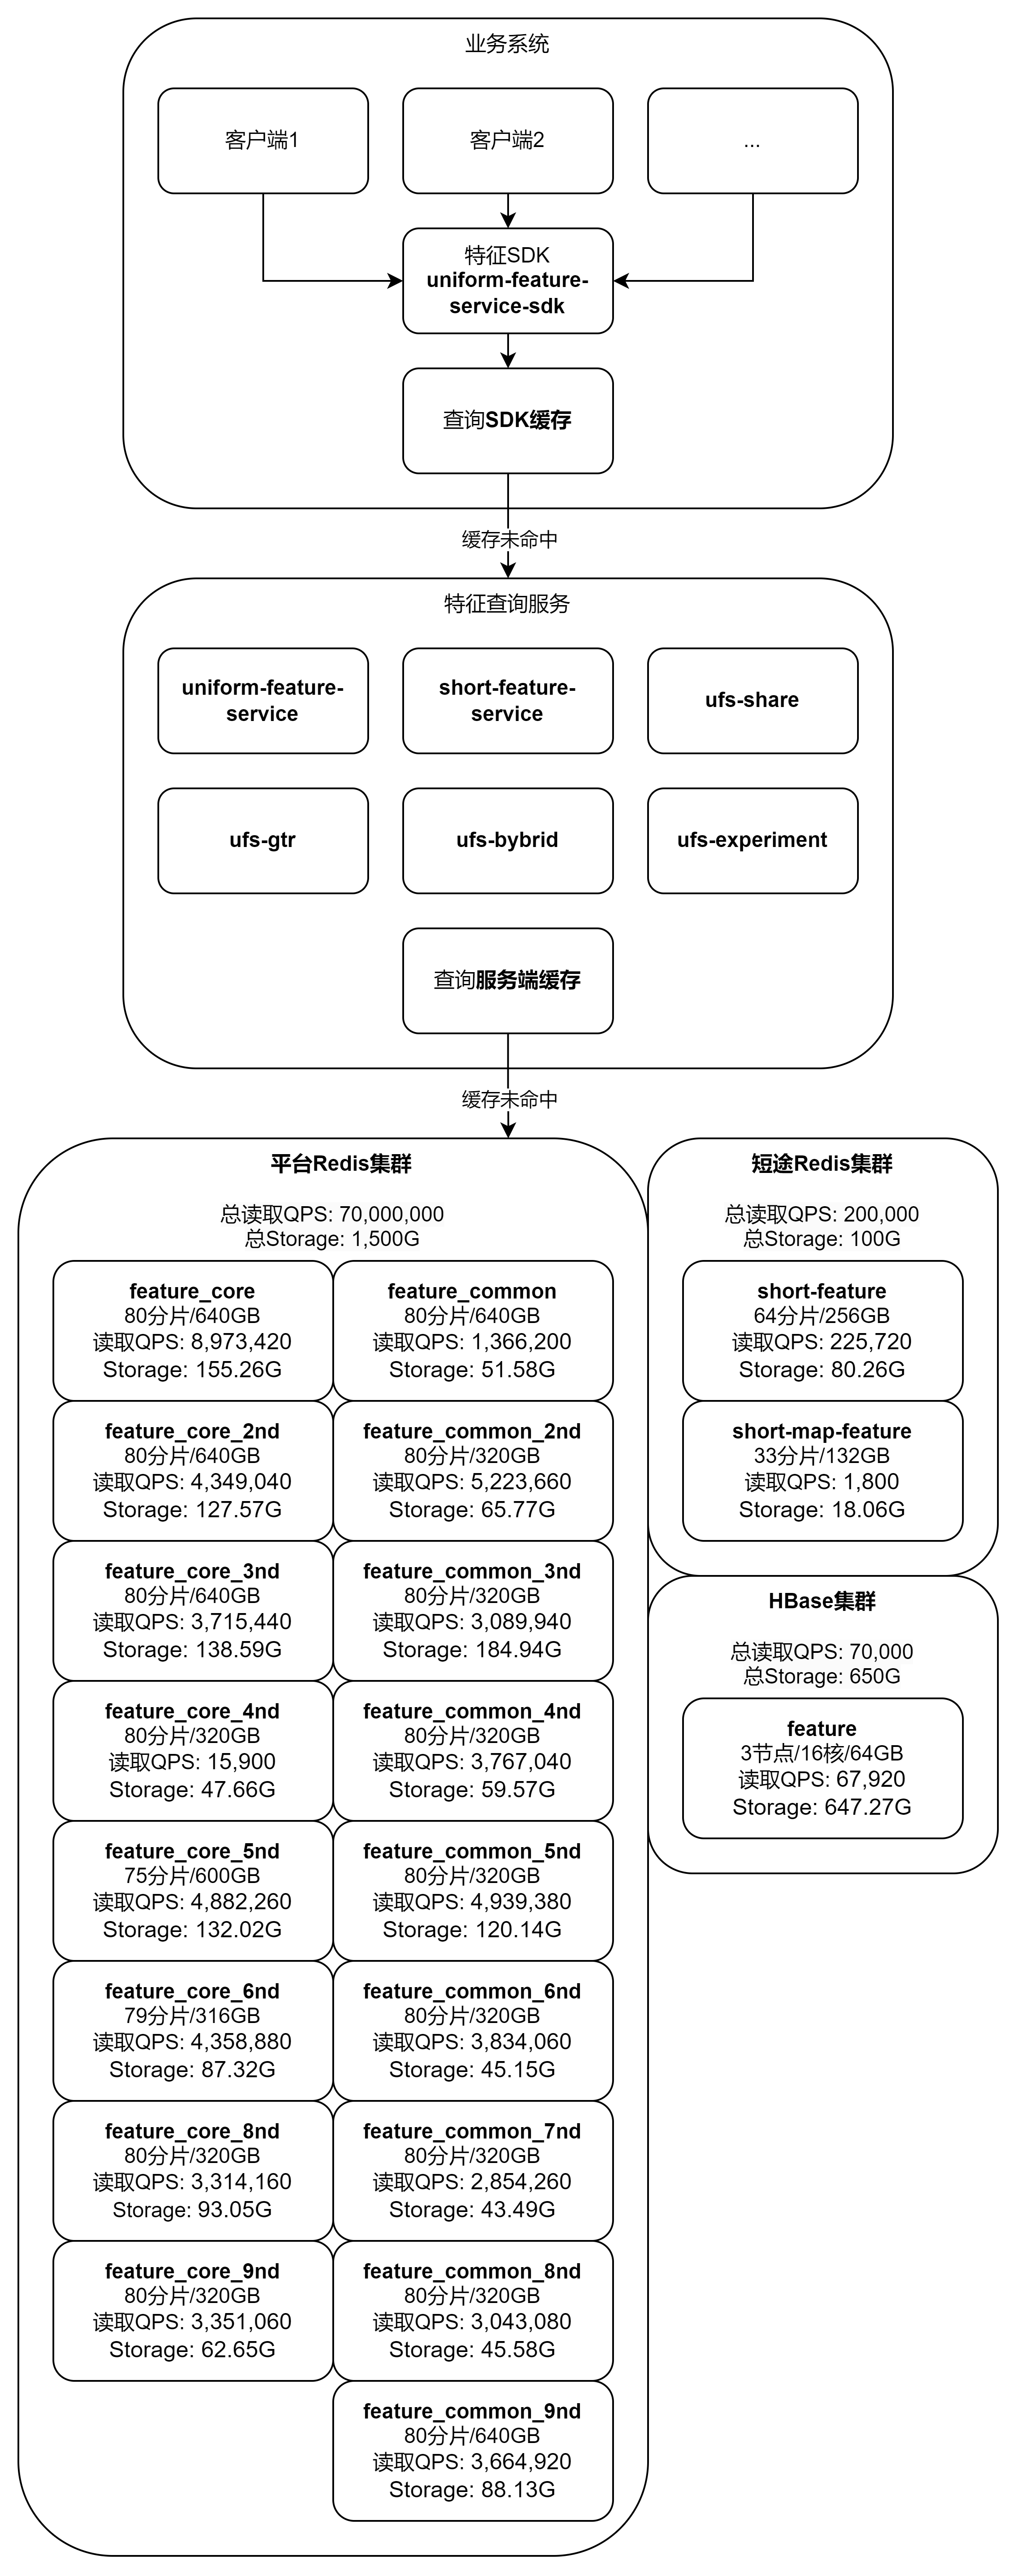 业务系统
客户端1
客户端2
...
特征SDK
uniform-feature-
service-sdk
查询SDK缓存
缓存未命中
特征查询服务
uniform-feature-
service
short-feature-
service
ufs-share
ufs-gtr
ufs-bybrid
ufs-experiment
查询服务端缓存
缓存未命中
平台Redis集群
总读取QPS: 70,000,000
总Storage: 1,500G
feature_core
80分片/640GB
读取QPS: 8,973,420
Storage: 155.26G
feature_common
80分片/640GB
读取QPS: 1,366,200
Storage: 51.58G
feature_core_2nd
80分片/640GB
读取QPS: 4,349,040
Storage: 127.57G
feature_common_2nd
80分片/320GB
读取QPS: 5,223,660
Storage: 65.77G
feature_core_3nd
80分片/640GB
读取QPS: 3,715,440
Storage: 138.59G
feature_common_3nd
80分片/320GB
读取QPS: 3,089,940
Storage: 184.94G
feature_core_4nd
80分片/320GB
读取QPS: 15,900
Storage: 47.66G
feature_common_4nd
80分片/320GB
读取QPS: 3,767,040
Storage: 59.57G
feature_core_5nd
75分片/600GB
读取QPS: 4,882,260
Storage: 132.02G
feature_common_5nd
80分片/320GB
读取QPS: 4,939,380
Storage: 120.14G
feature_core_6nd
79分片/316GB
读取QPS: 4,358,880
Storage: 87.32G
feature_common_6nd
80分片/320GB
读取QPS: 3,834,060
Storage: 45.15G
feature_core_8nd
80分片/320GB
读取QPS: 3,314,160
Storage: 93.05G
feature_common_7nd
80分片/320GB
读取QPS: 2,854,260
Storage: 43.49G
feature_core_9nd
80分片/320GB
读取QPS: 3,351,060
Storage: 62.65G
feature_common_8nd
80分片/320GB
读取QPS: 3,043,080
Storage: 45.58G
feature_common_9nd
80分片/640GB
读取QPS: 3,664,920
Storage: 88.13G
短途Redis集群
总读取QPS: 200,000
总Storage: 100G
short-feature
64分片/256GB
读取QPS: 225,720
Storage: 80.26G
short-map-feature
33分片/132GB
读取QPS: 1,800
Storage: 18.06G
HBase集群
总读取QPS: 70,000
总Storage: 650G
feature
3节点/16核/64GB
读取QPS: 67,920
Storage: 647.27G